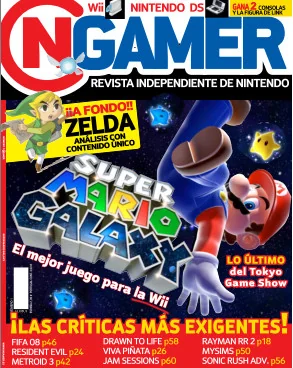 Wii NINTENDO DS
GANA 2 CONSOLAS
Y LA FIGURA DE LINK
NGAMER
REVISTA INDEPENDIENTE DE NINTENDO
¡¡A FONDO!!
ZELDA
ANÁLISIS CON
CONTENIDO ÚNICO
SUPER
MARIO
GALAXY
El mejor juego para la Wii
LO ÚLTIMO
del Tokyo
Game Show
¡LAS CRÍTICAS MÁS EXIGENTES!
FIFA 08 p46
RESIDENT EVIL p24
METROID 3 p42
DRAWN TO LIFE p58
VIVA PIÑATA p26
JAM SESSIONS p60
RAYMAN RR 2 p18
MYSIMS p50
SONIC RUSH ADV. p56